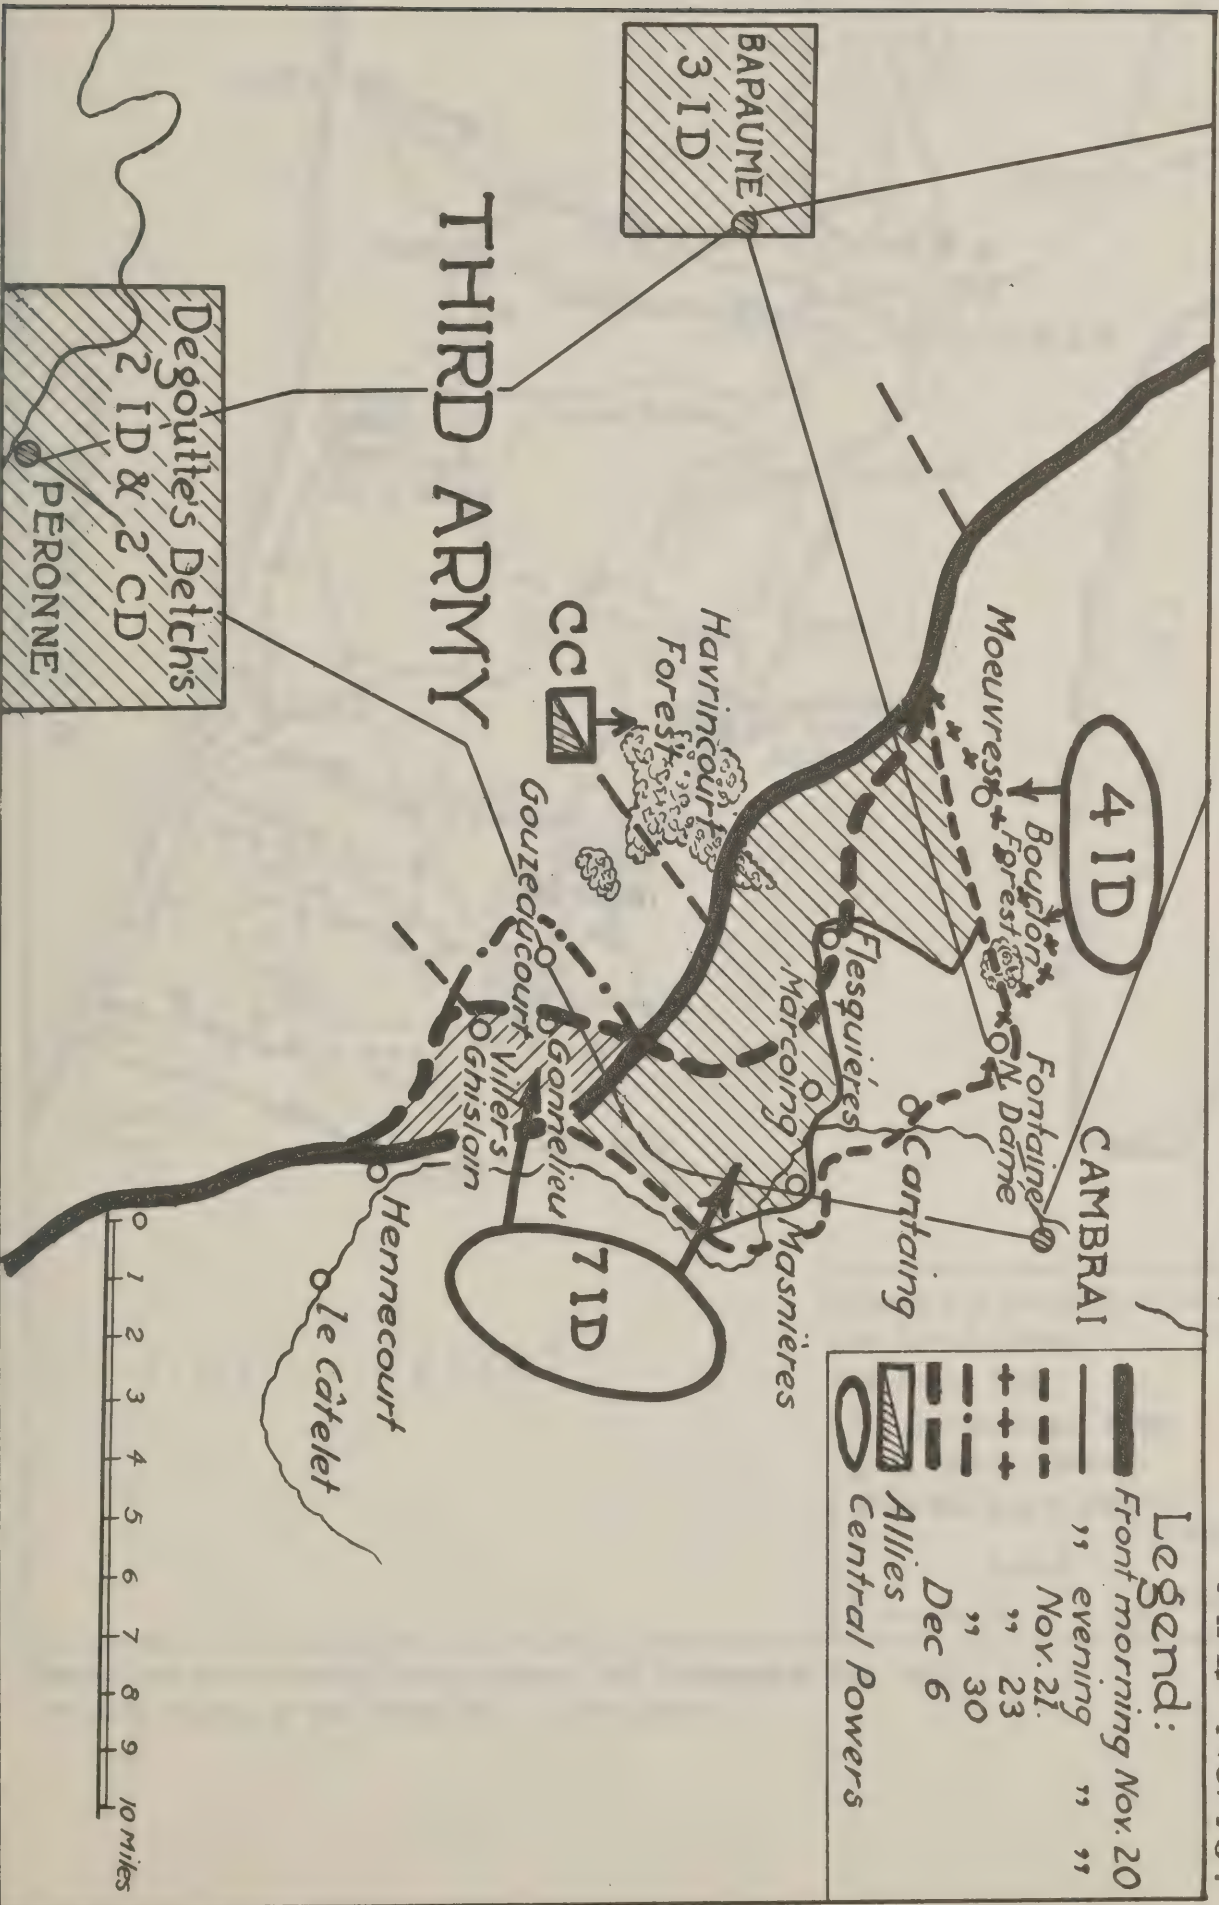 BAPAUME
3 ID
THIRD ARMY
Degoutte's Detch's
2 ID & 2 CD
PERONNE
CC
Havrincourt
Forest
Moeuvres
4 ID
Bourlon
Forest
Fontaine
N. Dame
CAMBRAI
Flesquiéres
Marcoing
Cantaing
Masnières
Gouzeaucourt
Gonnelieu
Villers
Ghislain
7 ID
Hennecourt
le Câtelet
0 1 2 3 4 5 6 7 8 9 10 Miles
Legend:
Front morning Nov. 20
" evening " "
Nov. 21.
" 23
" 30
Dec 6
Allies
Central Powers